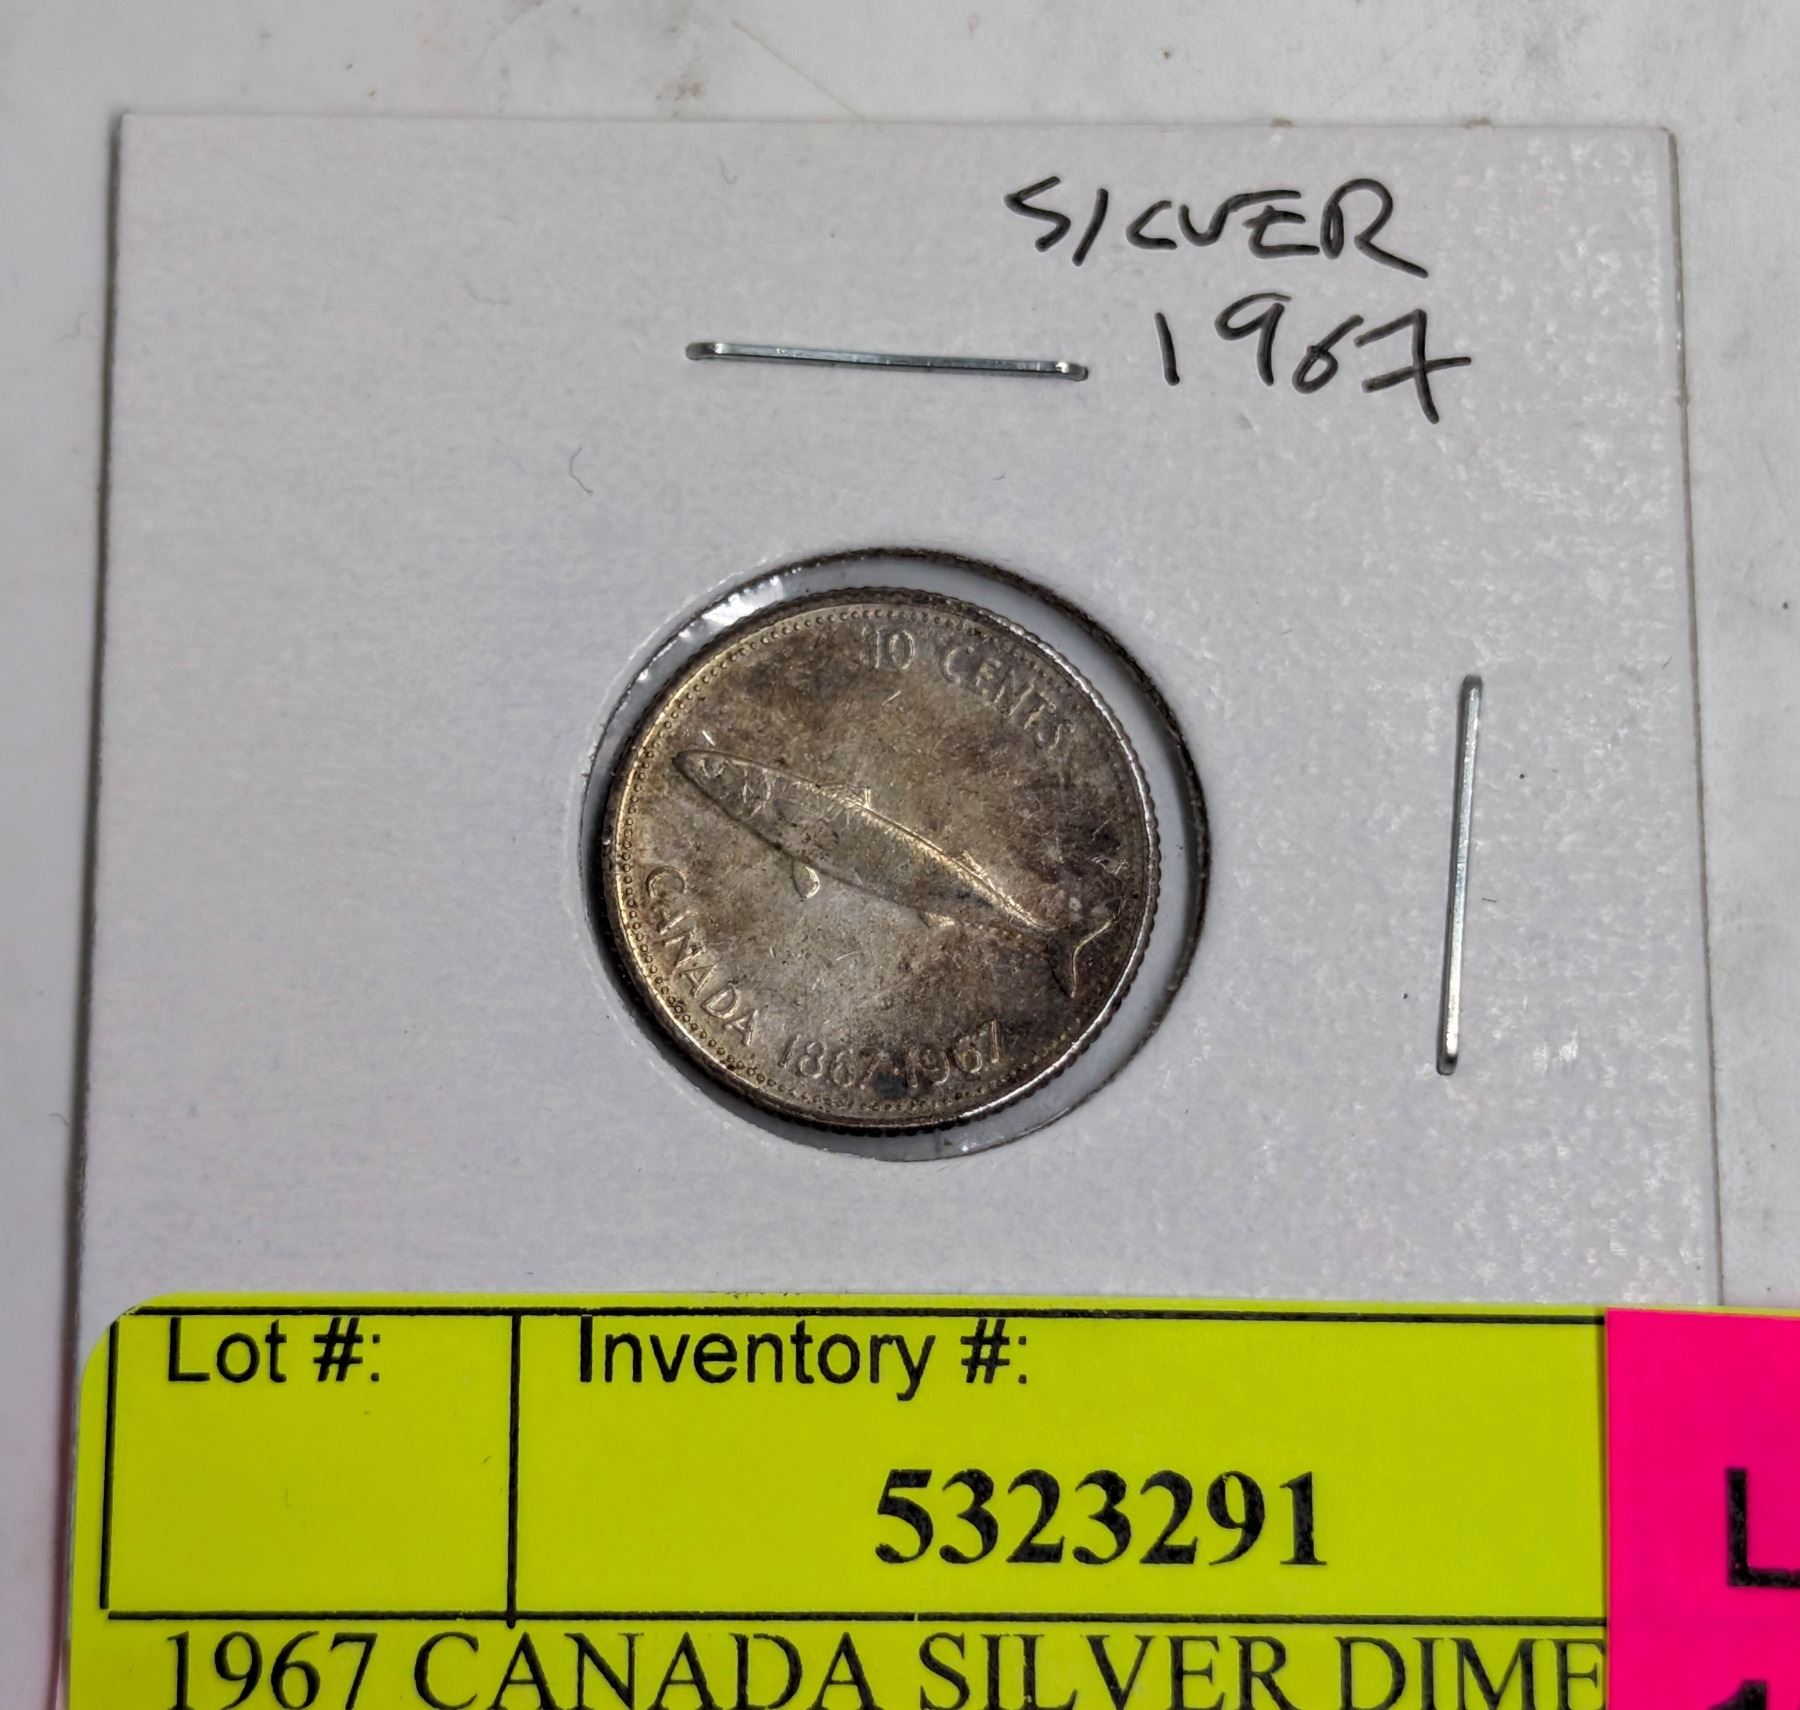 SILVER
1967
10 CENTS
CANADA 1867·1967
Lot #:
Inventory #:
5323291
1967 CANADA SILVER DIME
L